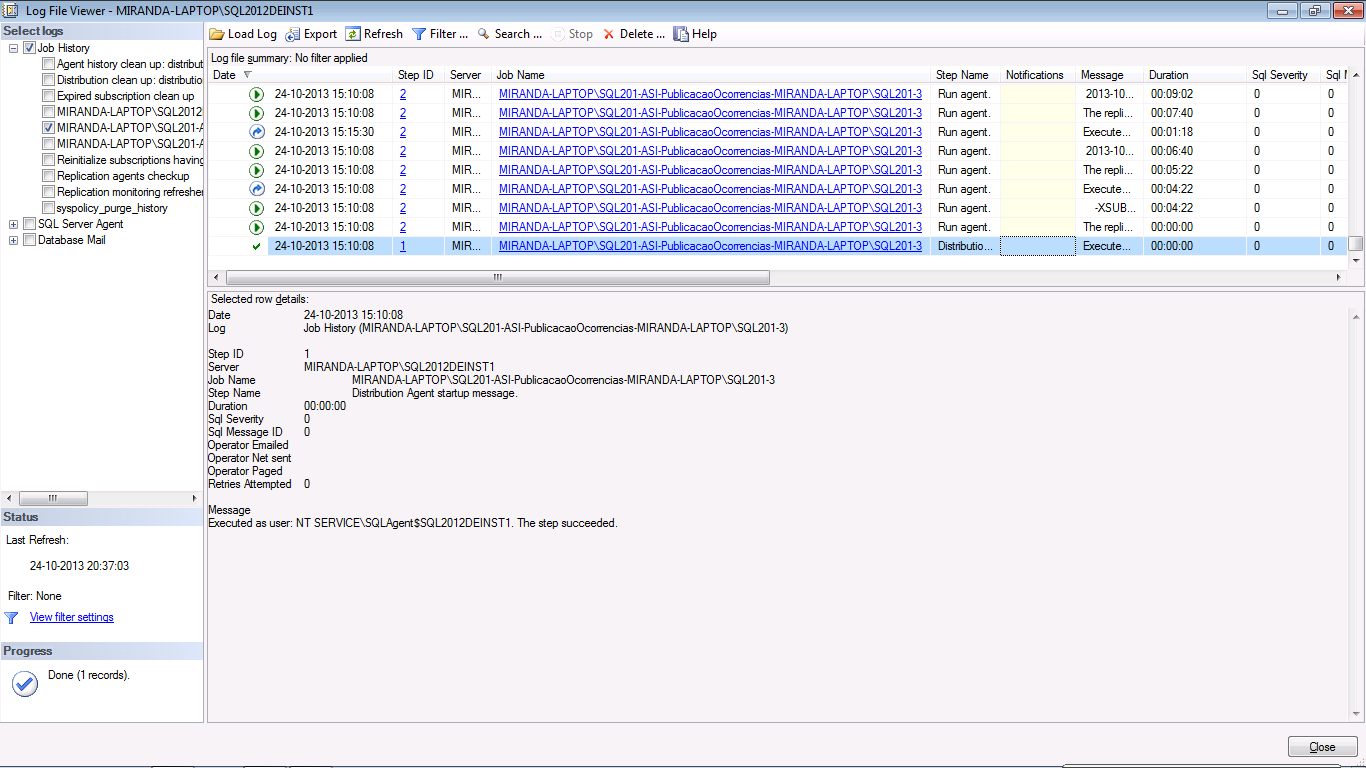 Log File Viewer - MIRANDA-LAPTOP\SQL2012DEINST1
Select logs
Job History
Agent history clean up: distribut
Distribution clean up: distributio
Expired subscription clean up
MIRANDA-LAPTOP\SQL2012
MIRANDA-LAPTOP\SQL201-A
MIRANDA-LAPTOP\SQL201-A
Reinitialize subscriptions having
Replication agents checkup
Replication monitoring refresher
syspolicy_purge_history
SQL Server Agent
Database Mail
Status
Last Refresh:
24-10-2013 20:37:03
Filter: None
View filter settings
Progress
Done (1 records).
Load Log Export Refresh Filter ... Search ... Stop Delete ... Help
Log file summary: No filter applied
Date Step ID Server Job Name Step Name Notifications Message Duration Sql Severity Sql M
24-10-2013 15:10:08 2 MIR... MIRANDA-LAPTOP\SQL201-ASI-PublicacaoOcorrencias-MIRANDA-LAPTOP\SQL201-3 Run agent. 2013-10... 00:09:02 0 0
24-10-2013 15:10:08 2 MIR... MIRANDA-LAPTOP\SQL201-ASI-PublicacaoOcorrencias-MIRANDA-LAPTOP\SQL201-3 Run agent. The repli... 00:07:40 0 0
24-10-2013 15:15:30 2 MIR... MIRANDA-LAPTOP\SQL201-ASI-PublicacaoOcorrencias-MIRANDA-LAPTOP\SQL201-3 Run agent. Execute... 00:01:18 0 0
24-10-2013 15:10:08 2 MIR... MIRANDA-LAPTOP\SQL201-ASI-PublicacaoOcorrencias-MIRANDA-LAPTOP\SQL201-3 Run agent. 2013-10... 00:06:40 0 0
24-10-2013 15:10:08 2 MIR... MIRANDA-LAPTOP\SQL201-ASI-PublicacaoOcorrencias-MIRANDA-LAPTOP\SQL201-3 Run agent. The repli... 00:05:22 0 0
24-10-2013 15:10:08 2 MIR... MIRANDA-LAPTOP\SQL201-ASI-PublicacaoOcorrencias-MIRANDA-LAPTOP\SQL201-3 Run agent. Execute... 00:04:22 0 0
24-10-2013 15:10:08 2 MIR... MIRANDA-LAPTOP\SQL201-ASI-PublicacaoOcorrencias-MIRANDA-LAPTOP\SQL201-3 Run agent. -XSUB... 00:04:22 0 0
24-10-2013 15:10:08 2 MIR... MIRANDA-LAPTOP\SQL201-ASI-PublicacaoOcorrencias-MIRANDA-LAPTOP\SQL201-3 Run agent. The repli... 00:00:00 0 0
24-10-2013 15:10:08 1 MIR... MIRANDA-LAPTOP\SQL201-ASI-PublicacaoOcorrencias-MIRANDA-LAPTOP\SQL201-3 Distributio... Execute... 00:00:00 0 0
Selected row details:
Date 24-10-2013 15:10:08
Log Job History (MIRANDA-LAPTOP\SQL201-ASI-PublicacaoOcorrencias-MIRANDA-LAPTOP\SQL201-3)
Step ID 1
Server MIRANDA-LAPTOP\SQL2012DEINST1
Job Name MIRANDA-LAPTOP\SQL201-ASI-PublicacaoOcorrencias-MIRANDA-LAPTOP\SQL201-3
Step Name Distribution Agent startup message.
Duration 00:00:00
Sql Severity 0
Sql Message ID 0
Operator Emailed
Operator Net sent
Operator Paged
Retries Attempted 0
Message
Executed as user: NT SERVICE\SQLAgent$SQL2012DEINST1. The step succeeded.
Close